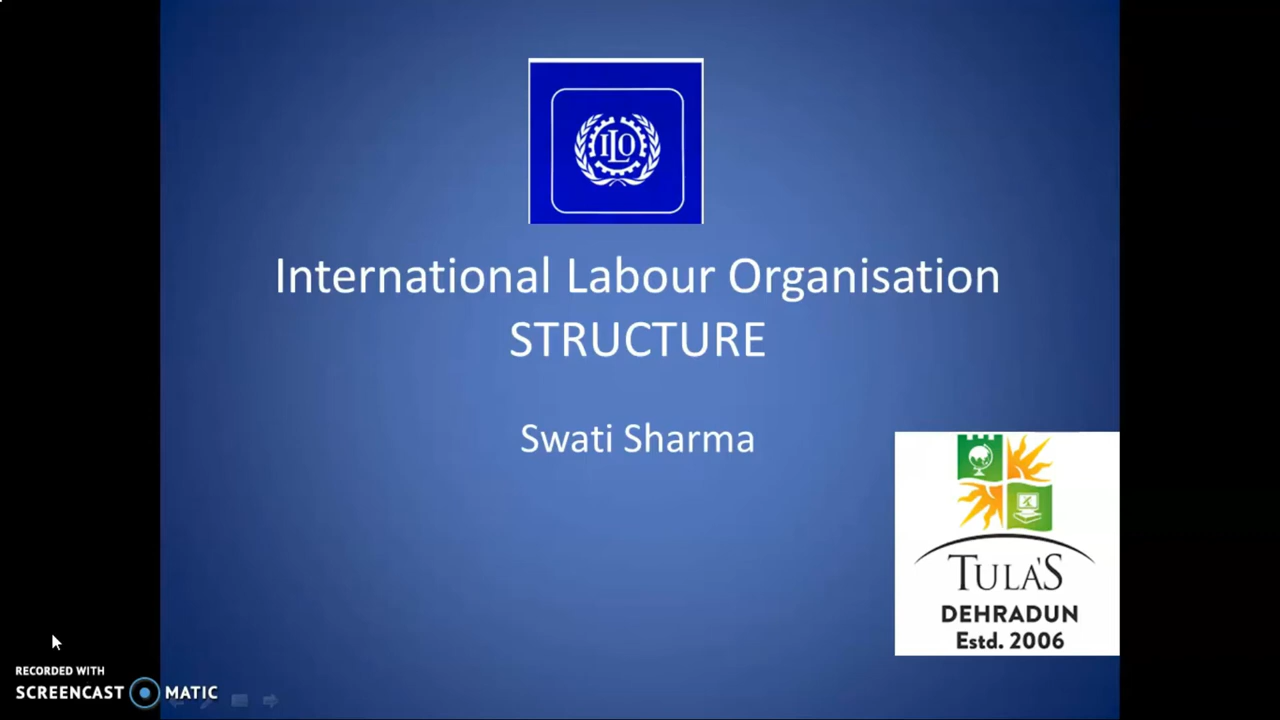 ILO
International Labour Organisation
STRUCTURE
Swati Sharma
TULA'S
DEHRADUN
Estd. 2006
RECORDED WITH
SCREENCAST MATIC